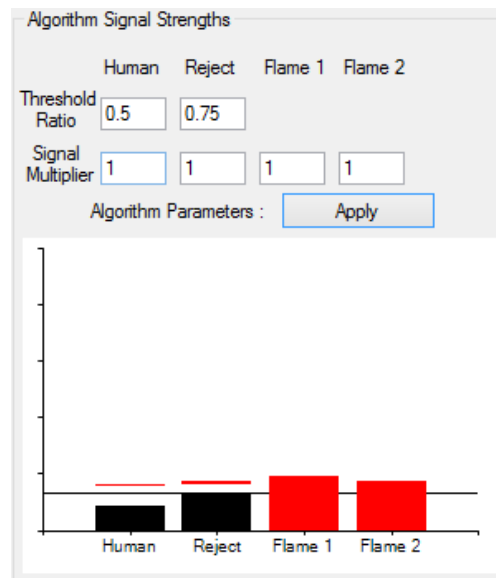 Algorithm Signal Strengths
Human Reject Flame 1 Flame 2
Threshold
Ratio 0.5 0.75
Signal
Multiplier 1 1 1 1
Algorithm Parameters : Apply
Human Reject Flame 1 Flame 2